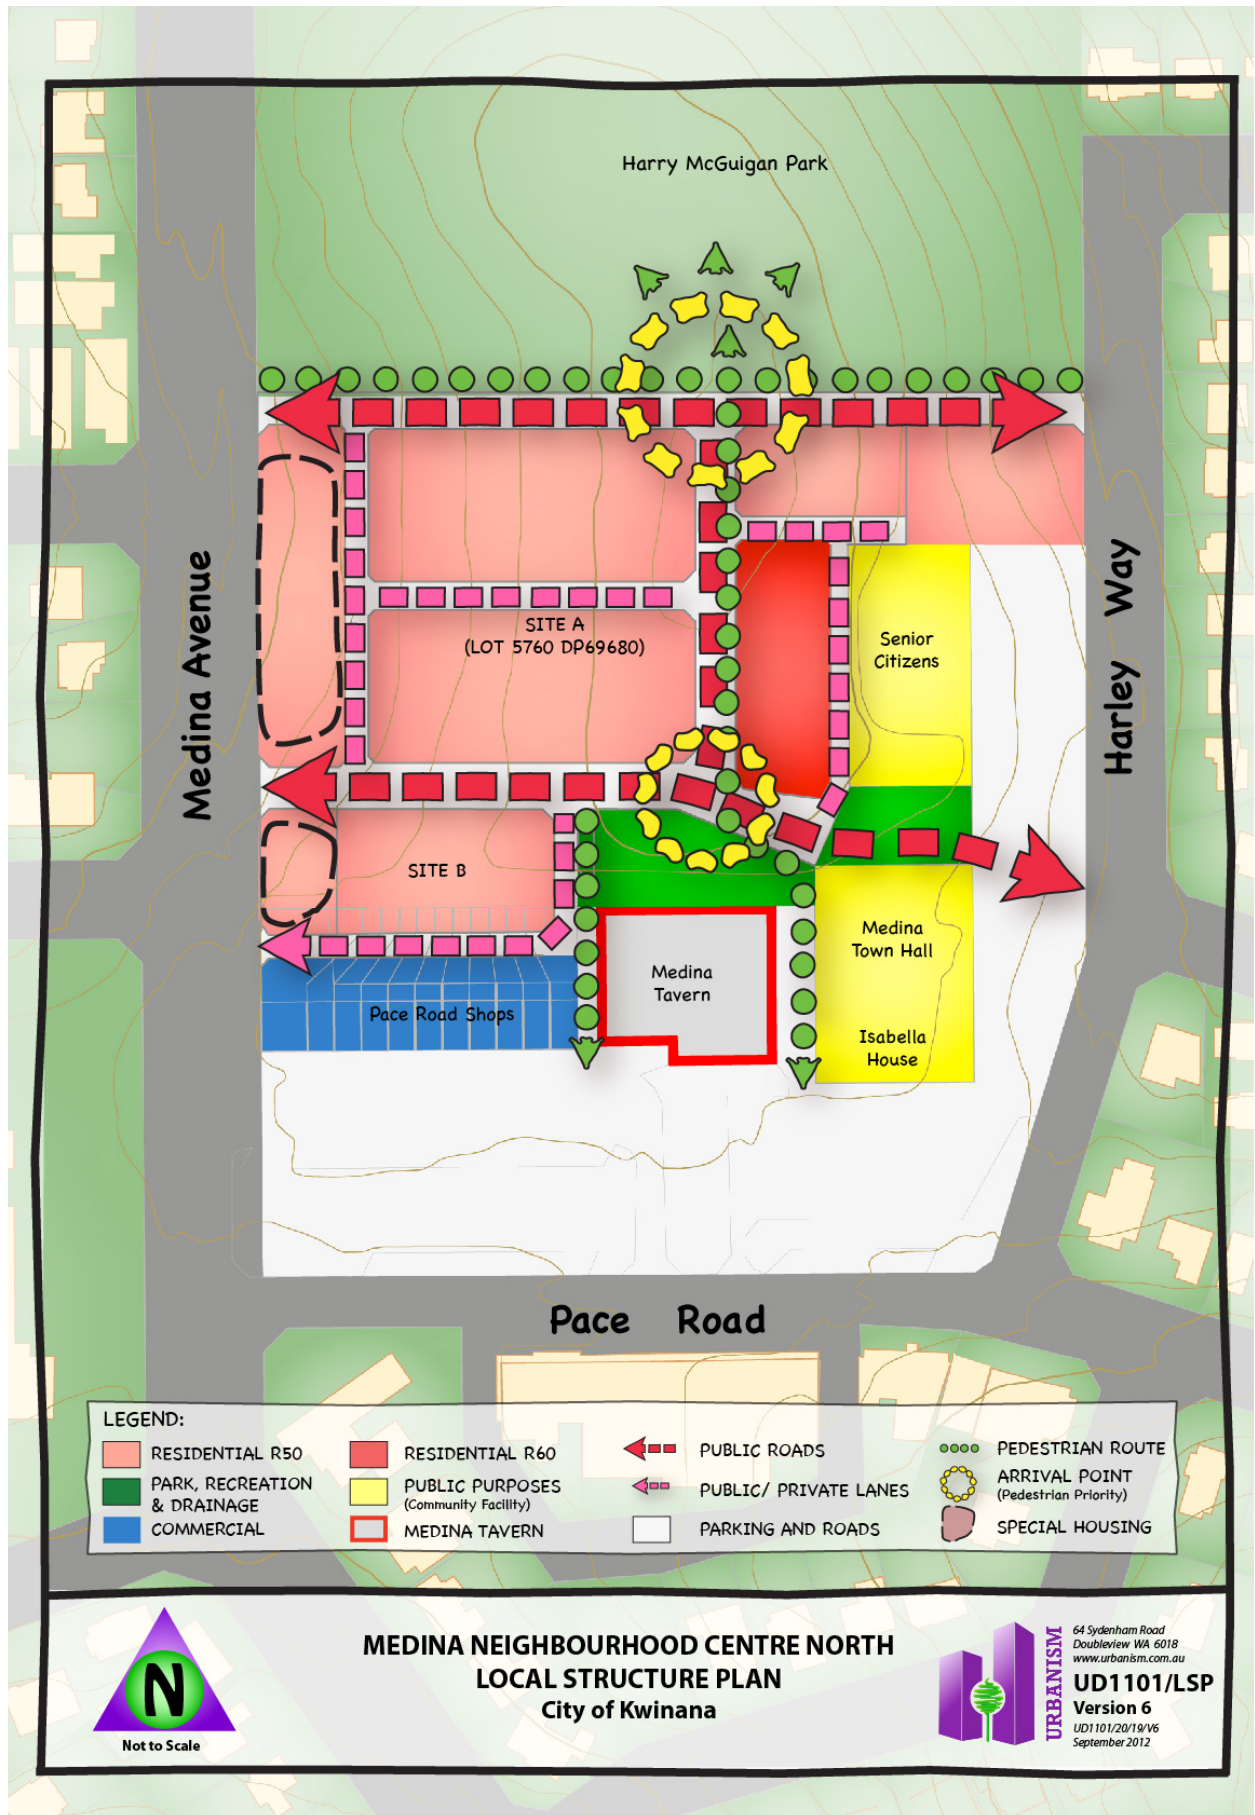 Harry McGuigan Park
SITE A
(LOT 5760 DP69680)
Senior
Citizens
Medina Avenue
Harley Way
SITE B
Medina
Town Hall
Medina
Tavern
Pace Road Shops
Isabella
House
Pace Road
LEGEND:
RESIDENTIAL R50
RESIDENTIAL R60
PUBLIC ROADS
PEDESTRIAN ROUTE
PARK, RECREATION
& DRAINAGE
PUBLIC PURPOSES
(Community Facility)
PUBLIC/ PRIVATE LANES
ARRIVAL POINT
(Pedestrian Priority)
COMMERCIAL
MEDINA TAVERN
PARKING AND ROADS
SPECIAL HOUSING
N
Not to Scale
MEDINA NEIGHBOURHOOD CENTRE NORTH
LOCAL STRUCTURE PLAN
City of Kwinana
URBANISM
64 Sydenham Road
Doubleview WA 6018
www.urbanism.com.au
UD1101/LSP
Version 6
UD1101/20/19/V6
September 2012